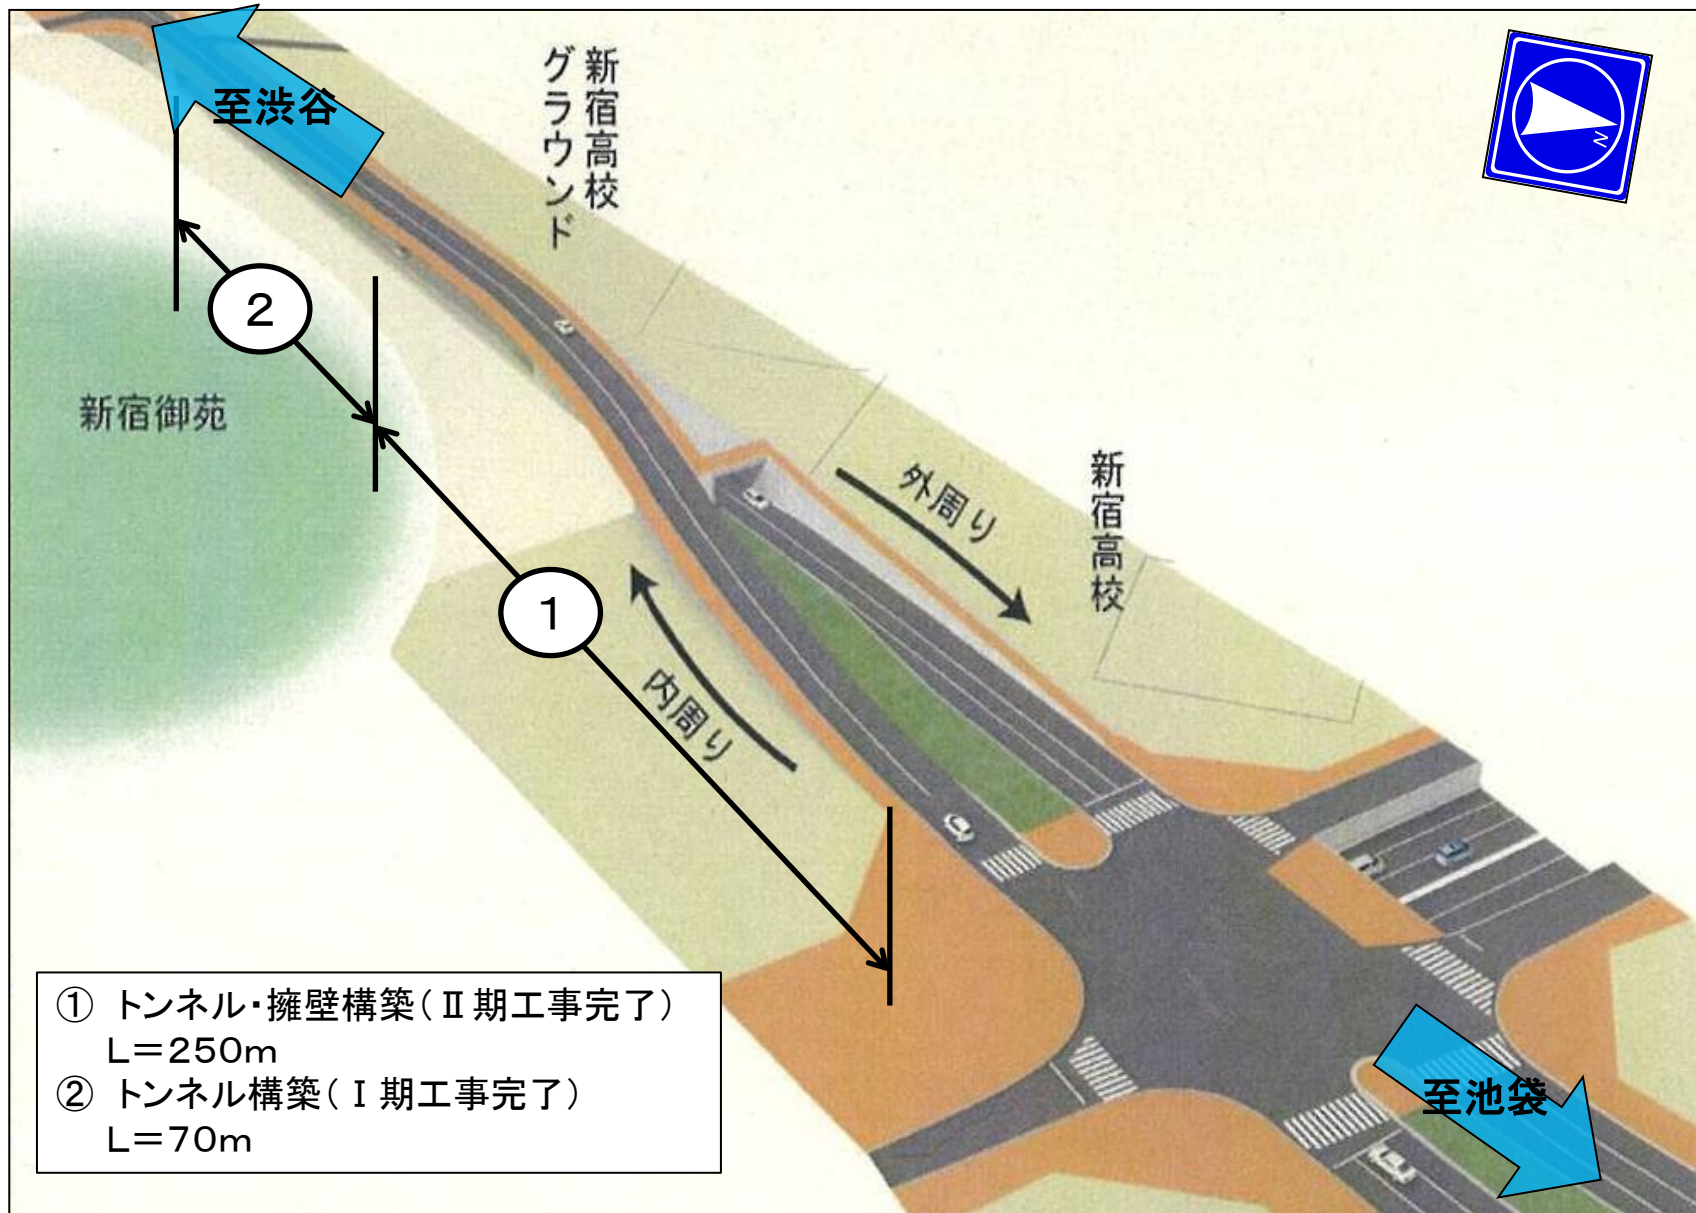 至渋谷
新宿高校
グラウンド
N
2
新宿御苑
外周り
新宿高校
1
内周り
① トンネル・擁壁構築(Ⅱ期工事完了)
L=250m
② トンネル構築(Ⅰ期工事完了)
L=70m
至池袋